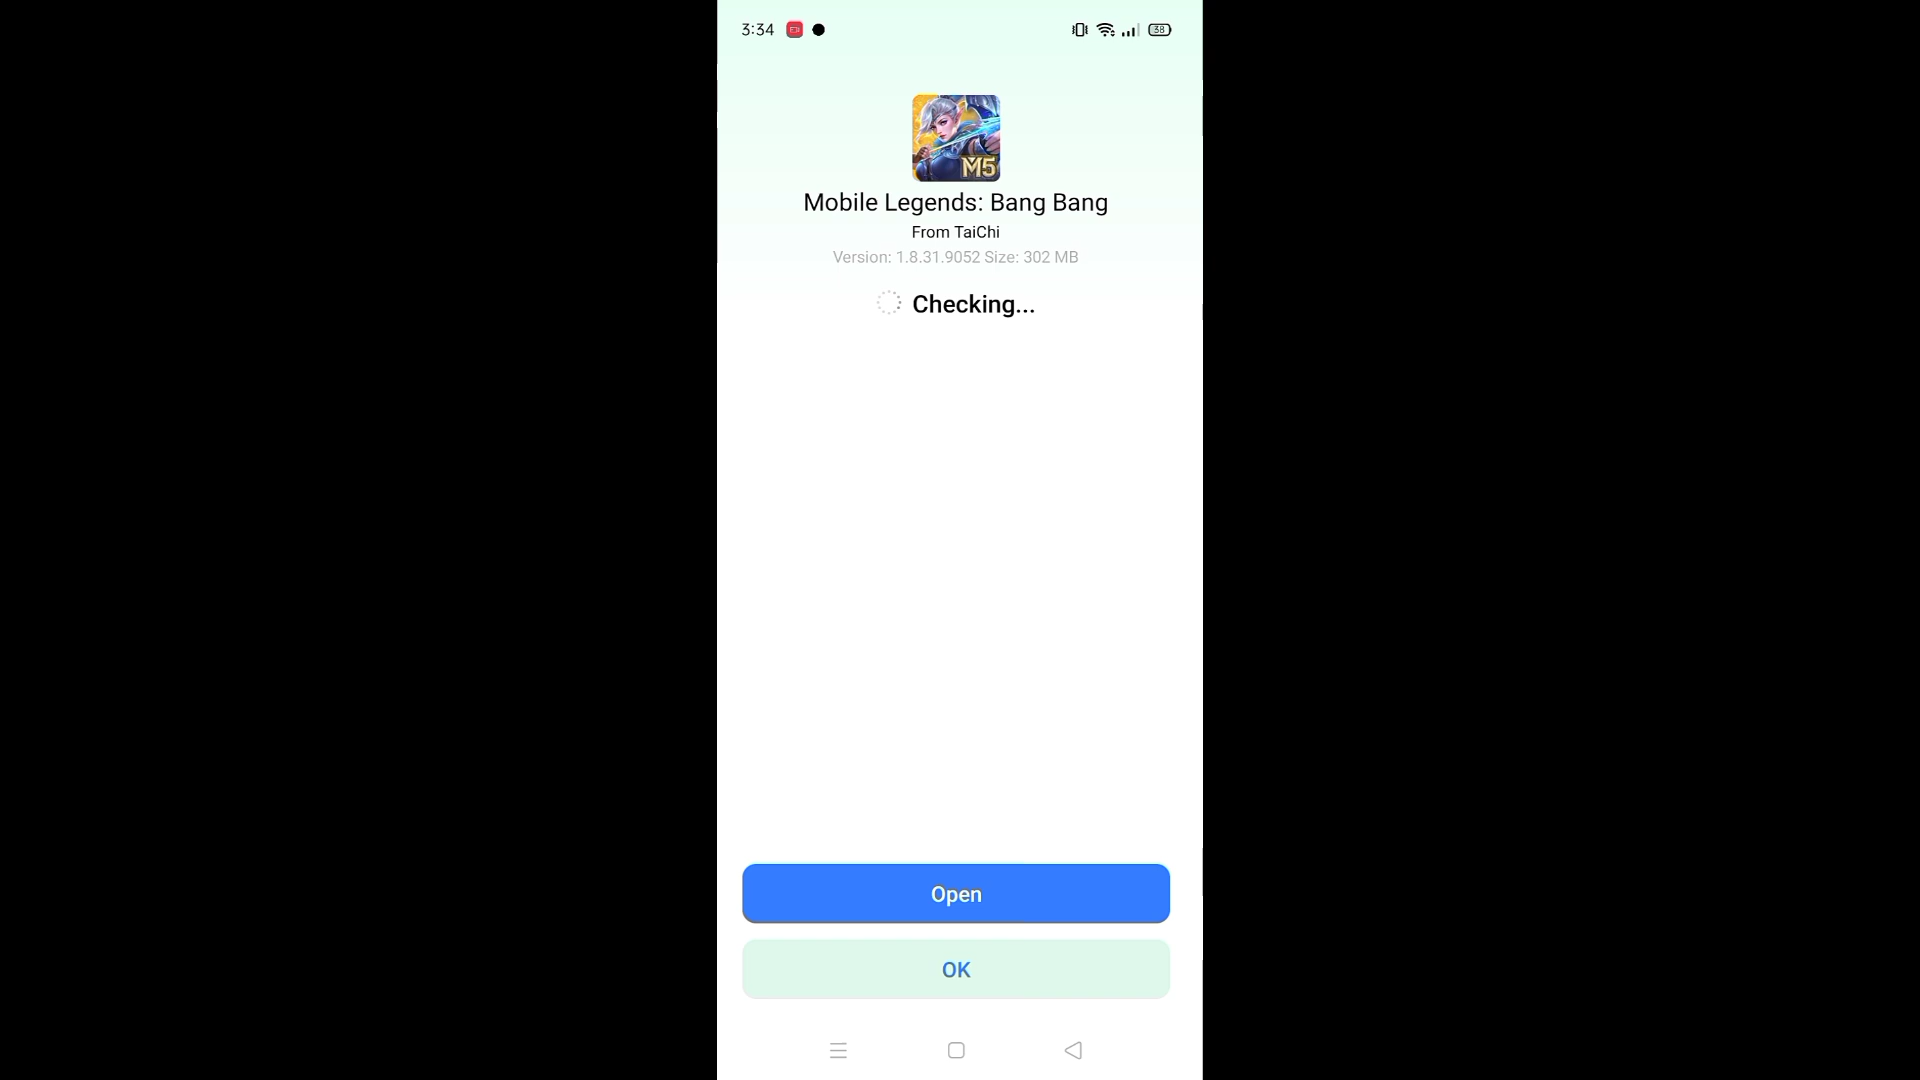 3:34
38
M5
Mobile Legends: Bang Bang
From TaiChi
Version: 1.8.31.9052 Size: 302 MB
Checking...
Open
OK